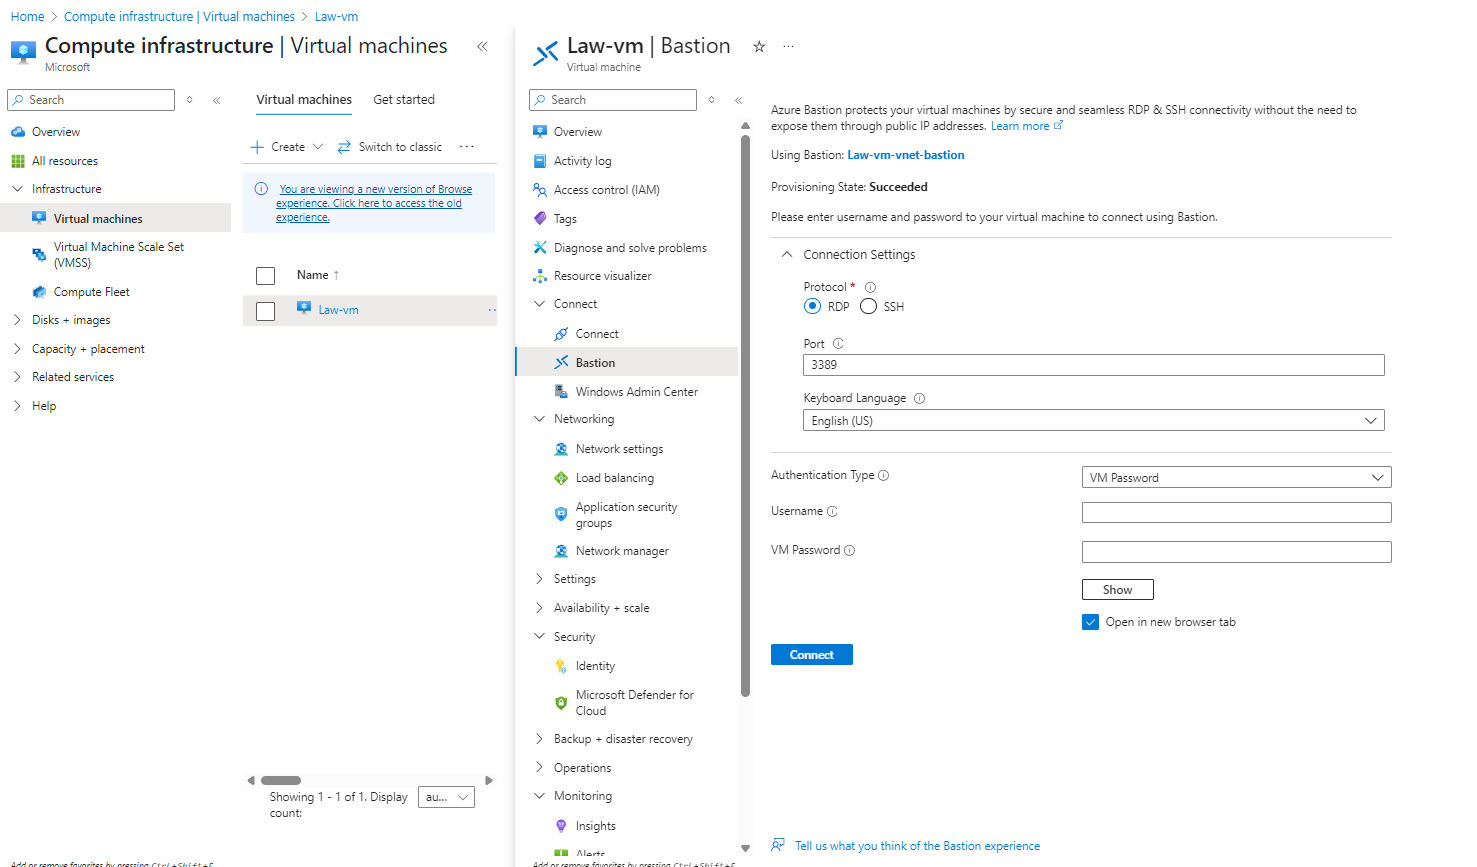 Home > Compute infrastructure | Virtual machines > Law-vm
Compute infrastructure | Virtual machines
Microsoft
Search
Overview
All resources
Infrastructure
Virtual machines
Virtual Machine Scale Set
(VMSS)
Compute Fleet
Disks + images
Capacity + placement
Related services
Help
Add or remove favorites by pressing Ctrl+Shift+F
Virtual machines
Get started
Create
Switch to classic
You are viewing a new version of Browse
experience. Click here to access the old
experience.
Name ↑
Law-vm
Showing 1 - 1 of 1. Display
count:
au...
Law-vm | Bastion
Virtual machine
Search
Overview
Activity log
Access control (IAM)
Tags
Diagnose and solve problems
Resource visualizer
Connect
Connect
Bastion
Windows Admin Center
Networking
Network settings
Load balancing
Application security
groups
Network manager
Settings
Availability + scale
Security
Identity
Microsoft Defender for
Cloud
Backup + disaster recovery
Operations
Monitoring
Insights
Alerts
Add or remove favorites by pressing Ctrl+Shift+F
Azure Bastion protects your virtual machines by secure and seamless RDP & SSH connectivity without the need to
expose them through public IP addresses. Learn more
Using Bastion: Law-vm-vnet-bastion
Provisioning State: Succeeded
Please enter username and password to your virtual machine to connect using Bastion.
Connection Settings
Protocol *
RDP
SSH
Port
3389
Keyboard Language
English (US)
Authentication Type
VM Password
Username
VM Password
Show
Open in new browser tab
Connect
Tell us what you think of the Bastion experience